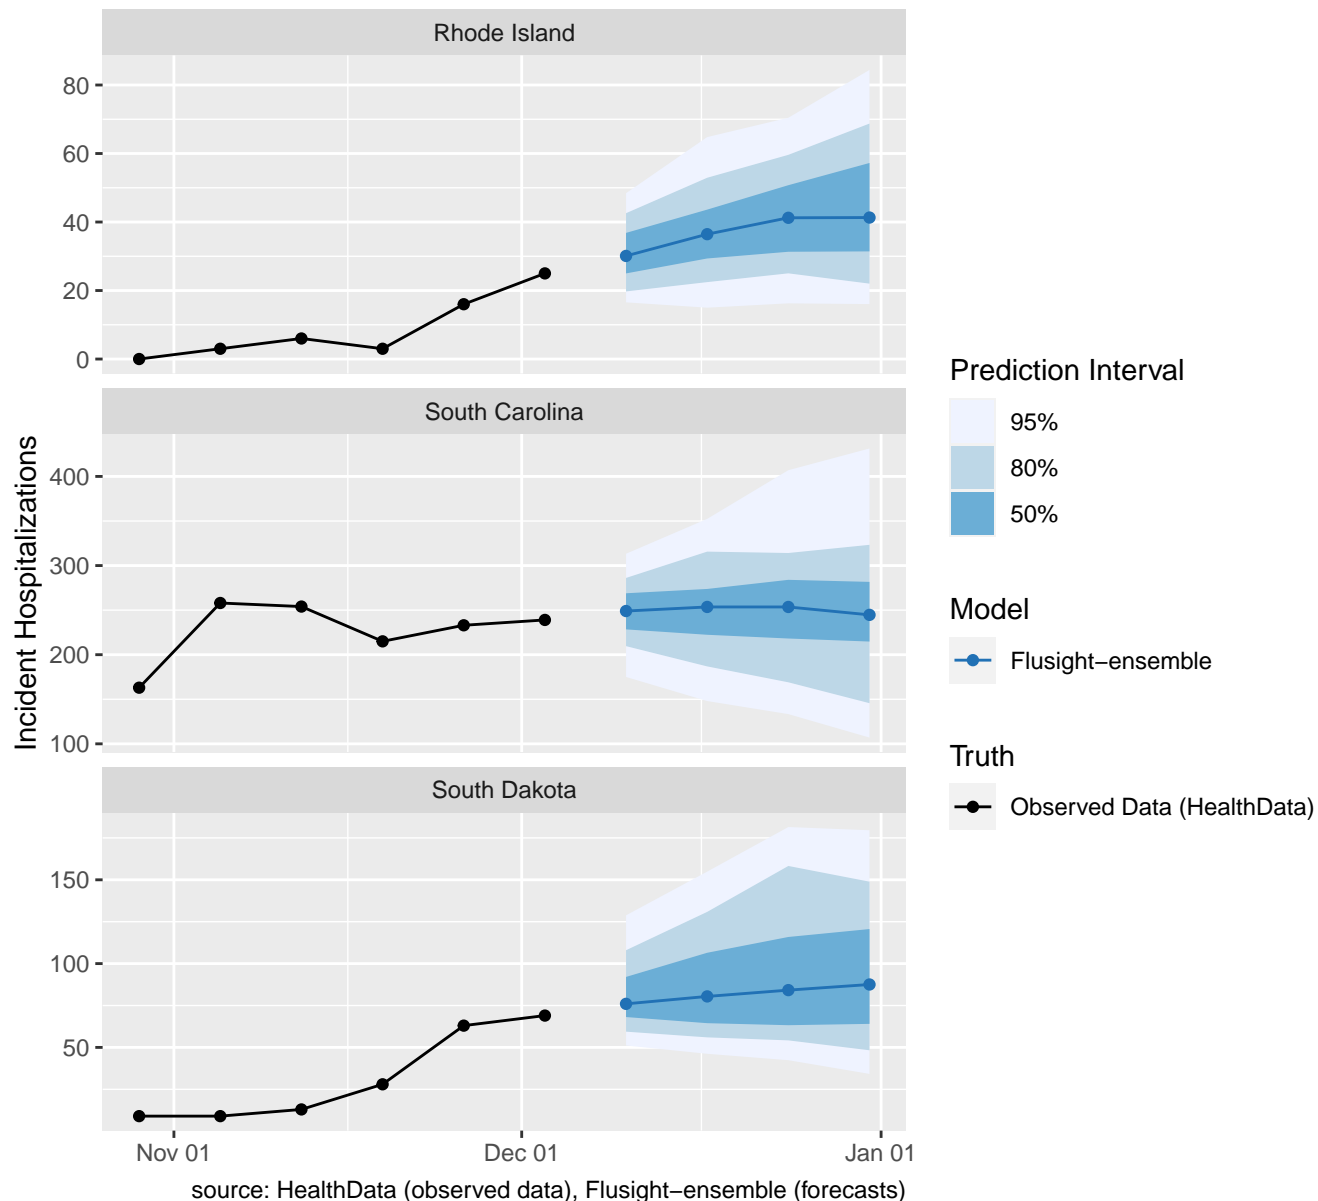 Rhode Island
80
60
40
20
0
South Carolina
400
300
200
100
South Dakota
150
100
50
Nov 01
Dec 01
Jan 01
Incident Hospitalizations
source: HealthData (observed data), Flusight−ensemble (forecasts)
Prediction Interval
95%
80%
50%
Model
Flusight−ensemble
Truth
Observed Data (HealthData)